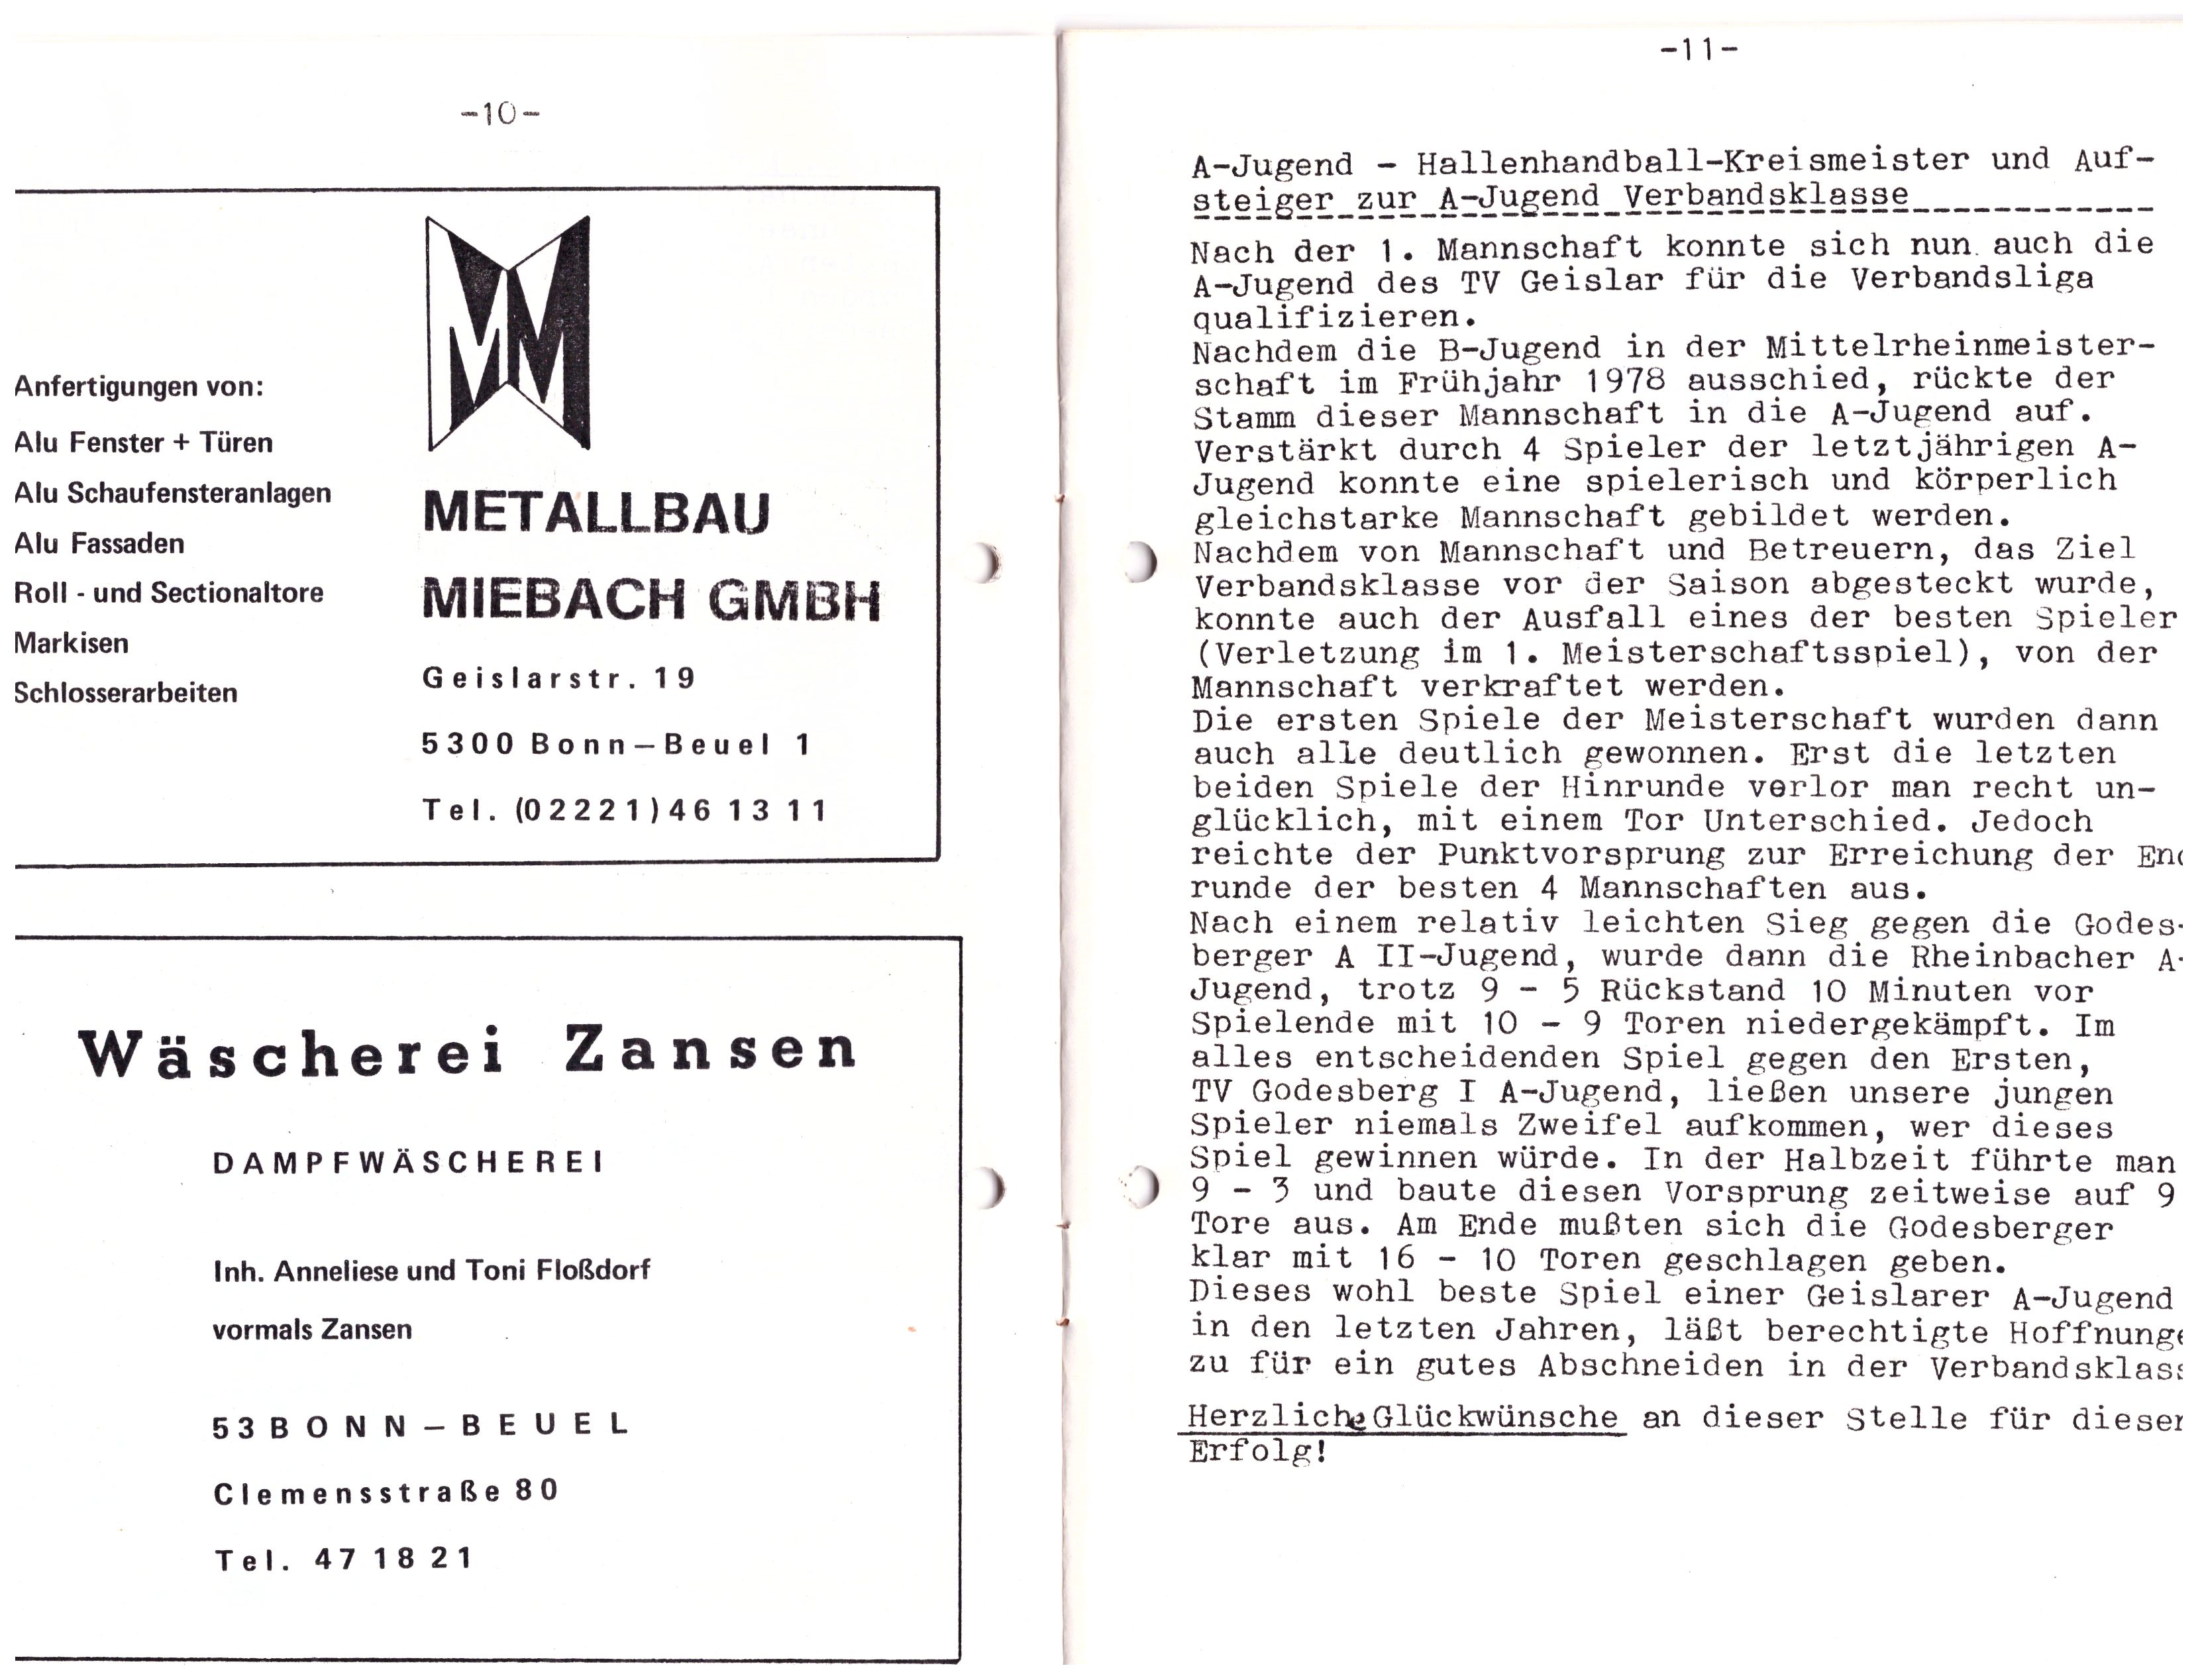 -10-
Anfertigungen von:
Alu Fenster + Türen
Alu Schaufensteranlagen
Alu Fassaden
Roll - und Sectionaltore
Markisen
Schlosserarbeiten
METALLBAU
MIEBACH GMBH
Geislarstr. 19
5300 Bonn-Beuel 1
Tel. (02221) 46 13 11
Wäscherei Zansen
DAMPFWÄSCHEREI
Inh. Anneliese und Toni Floßdorf
vormals Zansen
53 BONN - BEUEL
Clemensstraße 80
Tel. 47 18 21
-11-
A-Jugend - Hallenhandball-Kreismeister und Auf-
steiger zur A-Jugend Verbandsklasse
Nach der 1. Mannschaft konnte sich nun auch die
A-Jugend des TV Geislar für die Verbandsliga
qualifizieren.
Nachdem die B-Jugend in der Mittelrheinmeister-
schaft im Frühjahr 1978 ausschied, rückte der
Stamm dieser Mannschaft in die A-Jugend auf.
Verstärkt durch 4 Spieler der letztjährigen A-
Jugend konnte eine spielerisch und körperlich
gleichstarke Mannschaft gebildet werden.
Nachdem von Mannschaft und Betreuern, das Ziel
Verbandsklasse vor der Saison abgesteckt wurde,
konnte auch der Ausfall eines der besten Spieler
(Verletzung im 1. Meisterschaftsspiel), von der
Mannschaft verkraftet werden.
Die ersten Spiele der Meisterschaft wurden dann
auch alle deutlich gewonnen. Erst die letzten
beiden Spiele der Hinrunde verlor man recht un-
glücklich, mit einem Tor Unterschied. Jedoch
reichte der Punktvorsprung zur Erreichung der En
runde der besten 4 Mannschaften aus.
Nach einem relativ leichten Sieg gegen die Godes-
berger A II-Jugend, wurde dann die Rheinbacher A-
Jugend, trotz 9 - 5 Rückstand 10 Minuten vor
Spielende mit 10 - 9 Toren niedergekämpft. Im
alles entscheidenden Spiel gegen den Ersten,
TV Godesberg I A-Jugend, ließen unsere jungen
Spieler niemals Zweifel aufkommen, wer dieses
Spiel gewinnen würde. In der Halbzeit führte man
9 - 3 und baute diesen Vorsprung zeitweise auf 9
Tore aus. Am Ende mußten sich die Godesberger
klar mit 16 - 10 Toren geschlagen geben.
Dieses wohl beste Spiel einer Geislarer A-Jugend
in den letzten Jahren, läßt berechtigte Hoffnung
zu für ein gutes Abschneiden in der Verbandsklas
Herzliche Glückwünsche an dieser Stelle für diese
Erfolg!